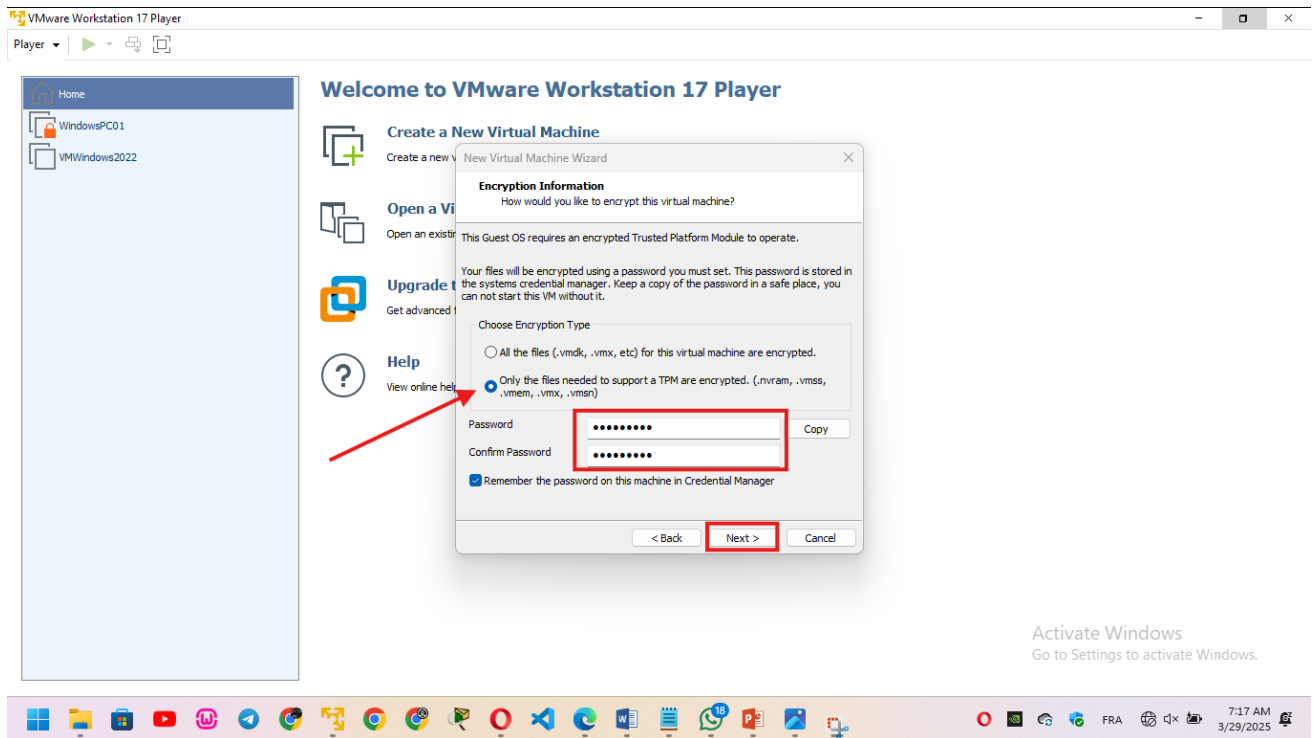 VMware Workstation 17 Player
Player
Home
WindowsPC01
VMWindows2022
Welcome to VMware Workstation 17 Player
Create a New Virtual Machine
Create a new v
Open a Vi
Open an existin
Upgrade t
Get advanced f
Help
View online help
New Virtual Machine Wizard
Encryption Information
How would you like to encrypt this virtual machine?
This Guest OS requires an encrypted Trusted Platform Module to operate.
Your files will be encrypted using a password you must set. This password is stored in
the systems credential manager. Keep a copy of the password in a safe place, you
can not start this VM without it.
Choose Encryption Type
All the files (.vmdk, .vmx, etc) for this virtual machine are encrypted.
Only the files needed to support a TPM are encrypted. (.nvram, .vmss,
.vmem, .vmx, .vmsn)
Password
Copy
Confirm Password
Remember the password on this machine in Credential Manager
< Back Next > Cancel
Activate Windows
Go to Settings to activate Windows.
18
FRA
7:17 AM
3/29/2025